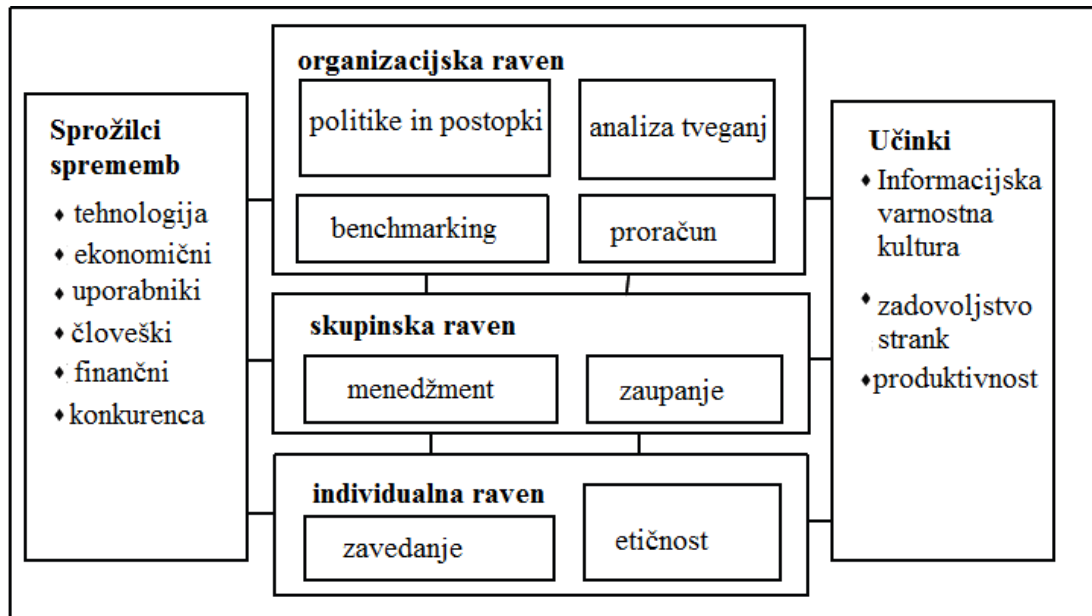 Sprožilci
sprememb
tehnologija
ekonomični
uporabniki
človeški
finančni
konkurenca
organizacijska raven
politike in postopki
analiza tveganj
benchmarking
proračun
skupinska raven
menedžment
zaupanje
individualna raven
zavedanje
etičnost
Učinki
Informacijska
varnostna
kultura
zadovoljstvo
strank
produktivnost